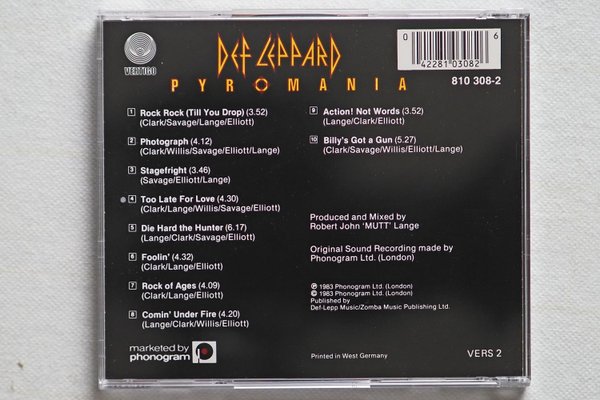 VERTIGO
DEF LEPPARD
PYROMANIA
0 42281 03082 6
810 308-2
1 Rock Rock (Till You Drop) (3.52)
(Clark/Savage/Lange/Elliott)
2 Photograph (4.12)
(Clark/Savage/Willis/Elliott/Lange)
3 Stagefright (3.46)
(Savage/Elliott/Lange)
4 Too Late For Love (4.30)
(Clark/Lange/Willis/Savage/Elliott)
5 Die Hard the Hunter (6.17)
(Lange/Clark/Savage/Elliott)
6 Foolin' (4.32)
(Clark/Lange/Elliott)
7 Rock of Ages (4.09)
(Clark/Lange/Elliott)
8 Comin' Under Fire (4.20)
(Lange/Clark/Willis/Elliott)
9 Action! Not Words (3.52)
(Lange/Clark/Elliott)
10 Billy's Got a Gun (5.27)
(Clark/Savage/Willis/Elliott/Lange)
Produced and Mixed by
Robert John 'MUTT' Lange
Original Sound Recording made by
Phonogram Ltd. (London)
℗ 1983 Phonogram Ltd. (London)
© 1983 Phonogram Ltd. (London)
Published by
Def-Lepp Music/Zomba Music Publishing Ltd.
marketed by
phonogram
Printed in West Germany
VERS 2